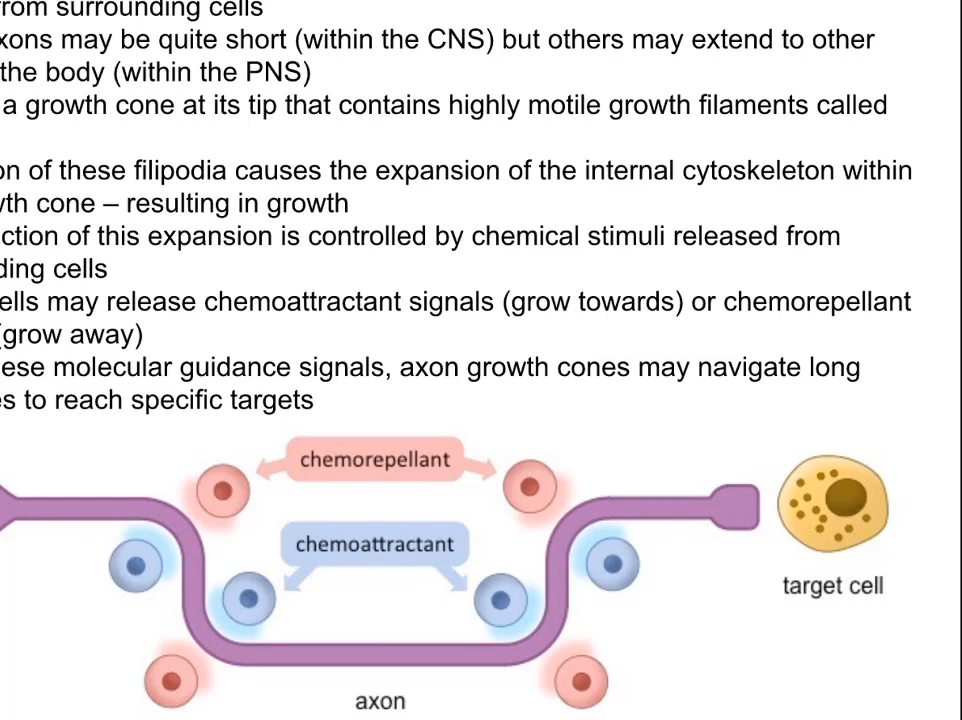 from surrounding cells
xons may be quite short (within the CNS) but others may extend to other
the body (within the PNS)
a growth cone at its tip that contains highly motile growth filaments called
on of these filipodia causes the expansion of the internal cytoskeleton within
wth cone – resulting in growth
ction of this expansion is controlled by chemical stimuli released from
ding cells
ells may release chemoattractant signals (grow towards) or chemorepellant
(grow away)
ese molecular guidance signals, axon growth cones may navigate long
es to reach specific targets
chemorepellant
chemoattractant
target cell
axon